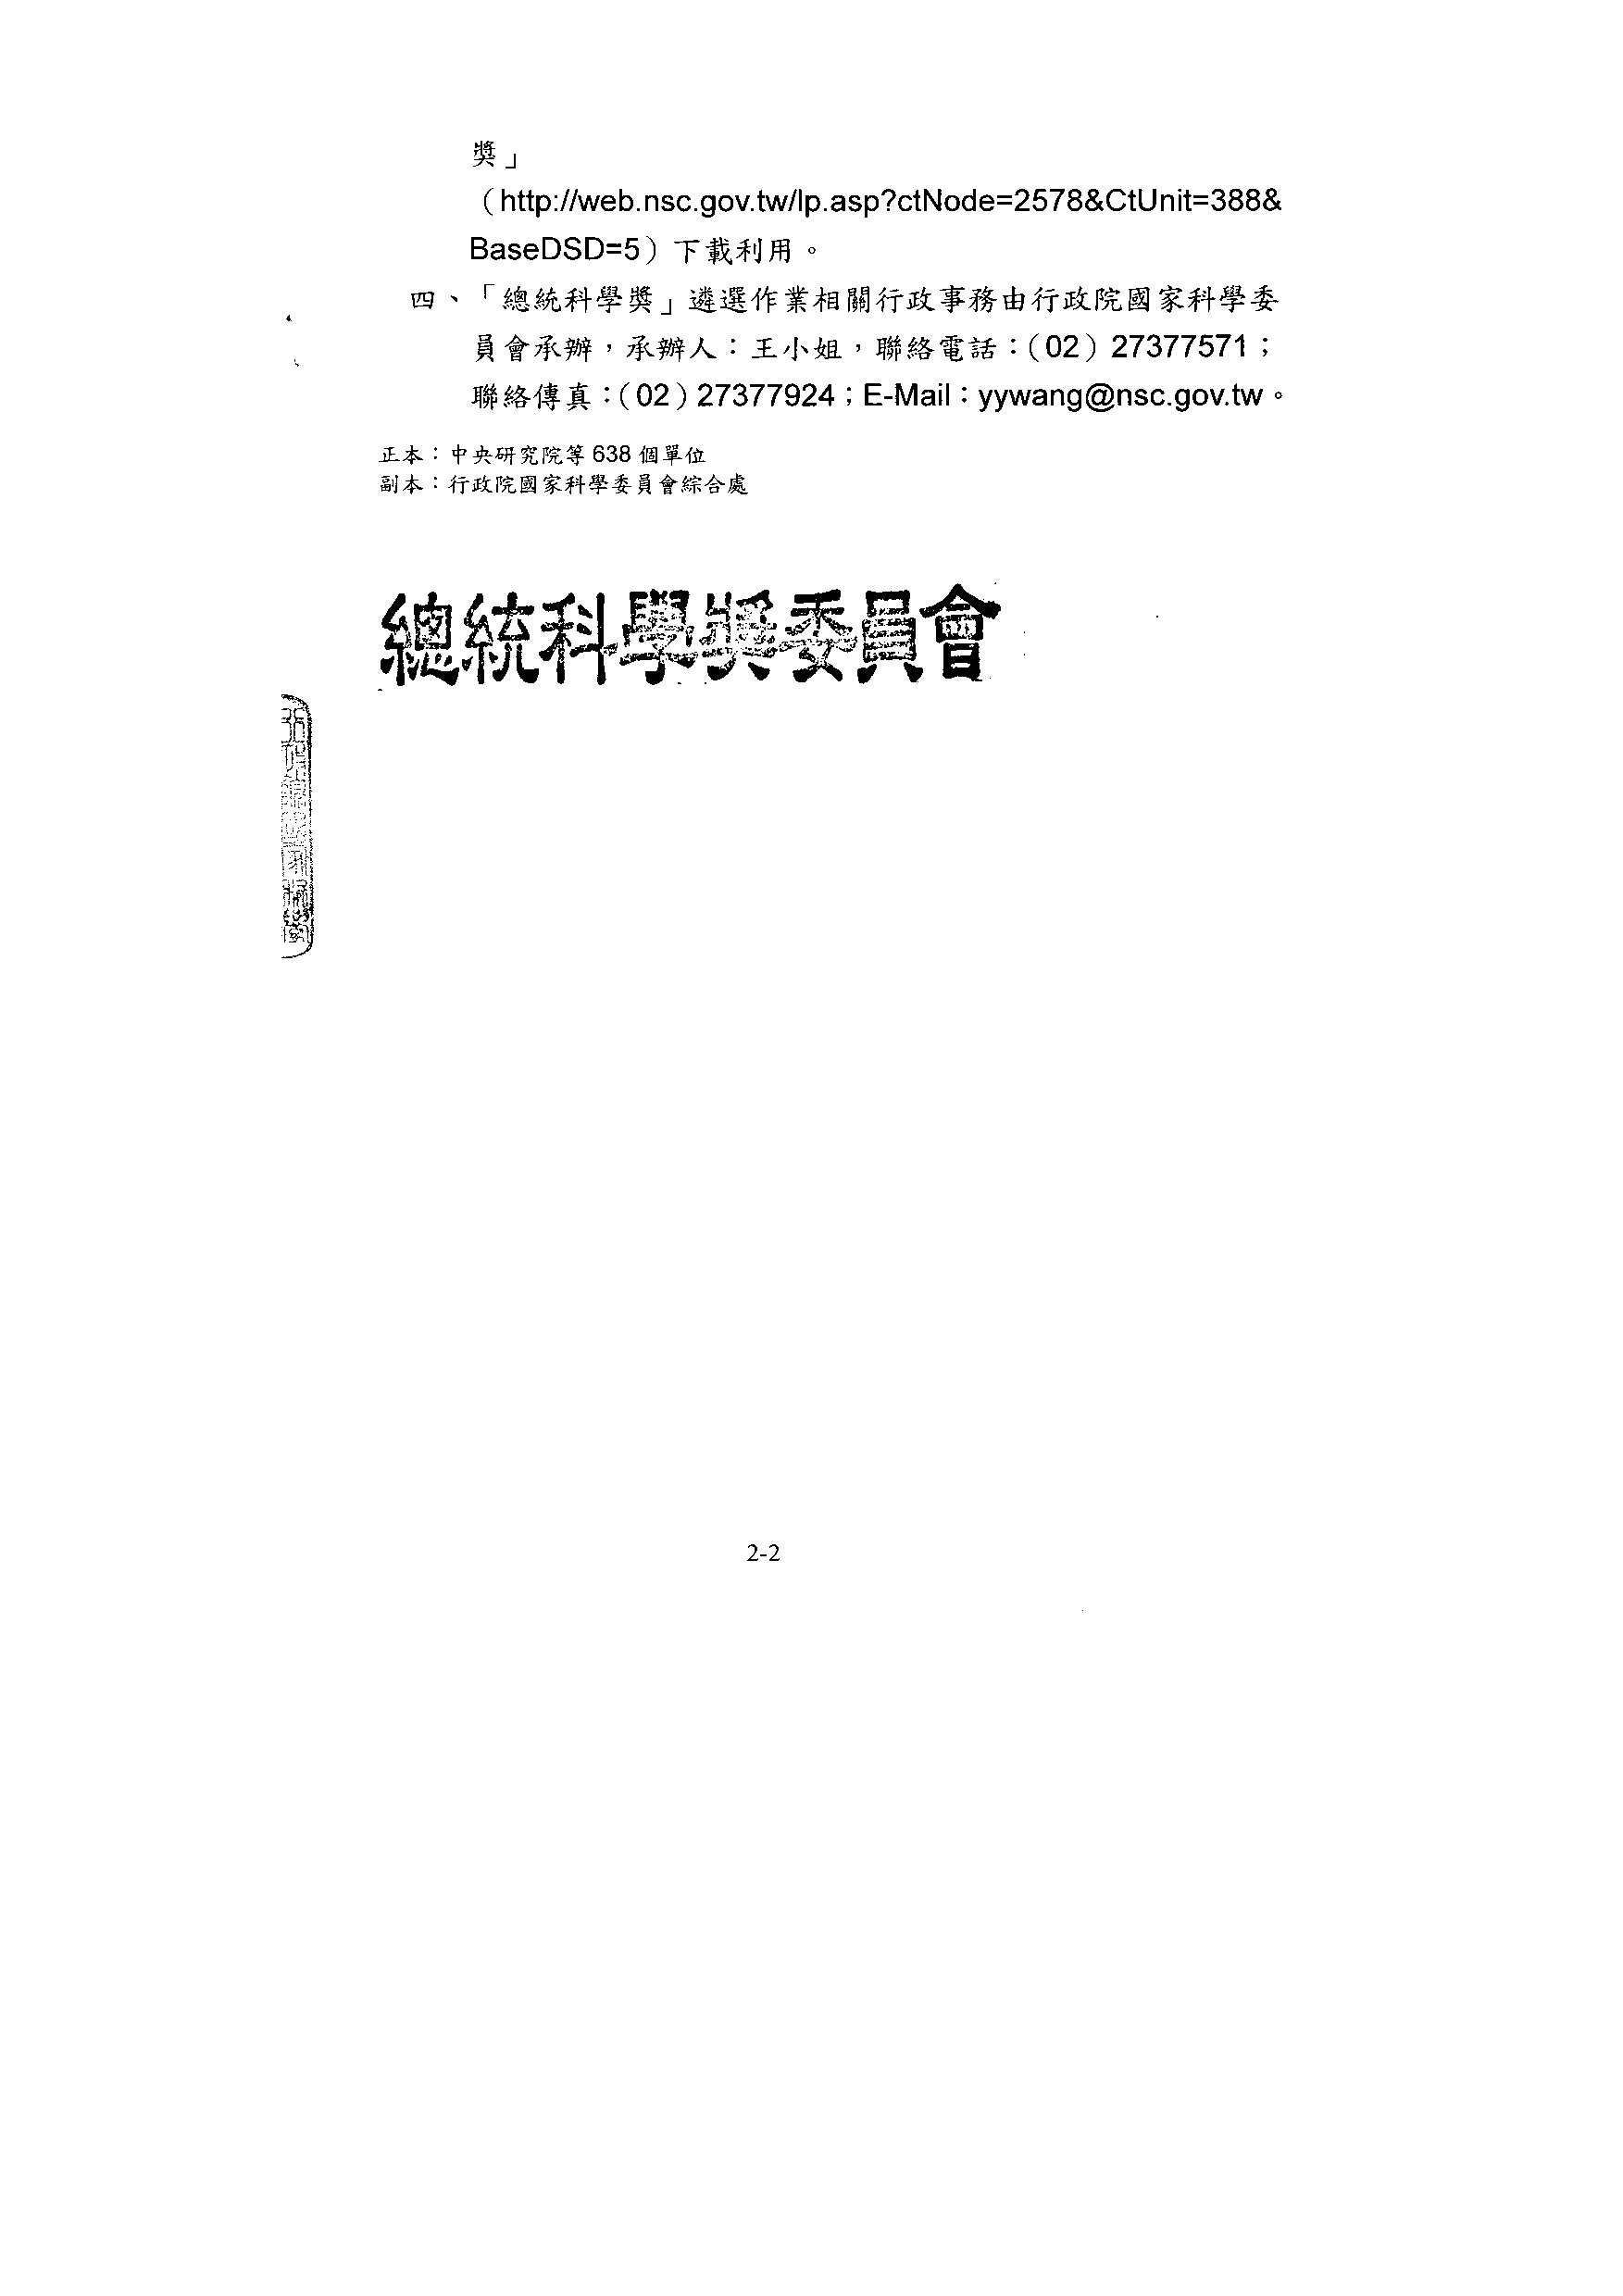 獎」
（http://web.nsc.gov.tw/lp.asp?ctNode=2578&CtUnit=388&
BaseDSD=5）下載利用。
四、「總統科學獎」遴選作業相關行政事務由行政院國家科學委
員會承辦，承辦人：王小姐，聯絡電話：（02）27377571；
聯絡傳真：（02）27377924；E-Mail：yywang@nsc.gov.tw。
正本：中央研究院等 638 個單位
副本：行政院國家科學委員會綜合處
總統科學獎委員會
2-2